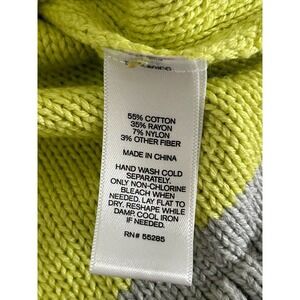 55% COTTON
35% RAYON
7% NYLON
3% OTHER FIBER
MADE IN CHINA
HAND WASH COLD
SEPARATELY.
ONLY NON-CHLORINE
BLEACH WHEN
NEEDED. LAY FLAT TO
DRY. RESHAPE WHILE
DAMP. COOL IRON
IF NEEDED.
RN# 55285